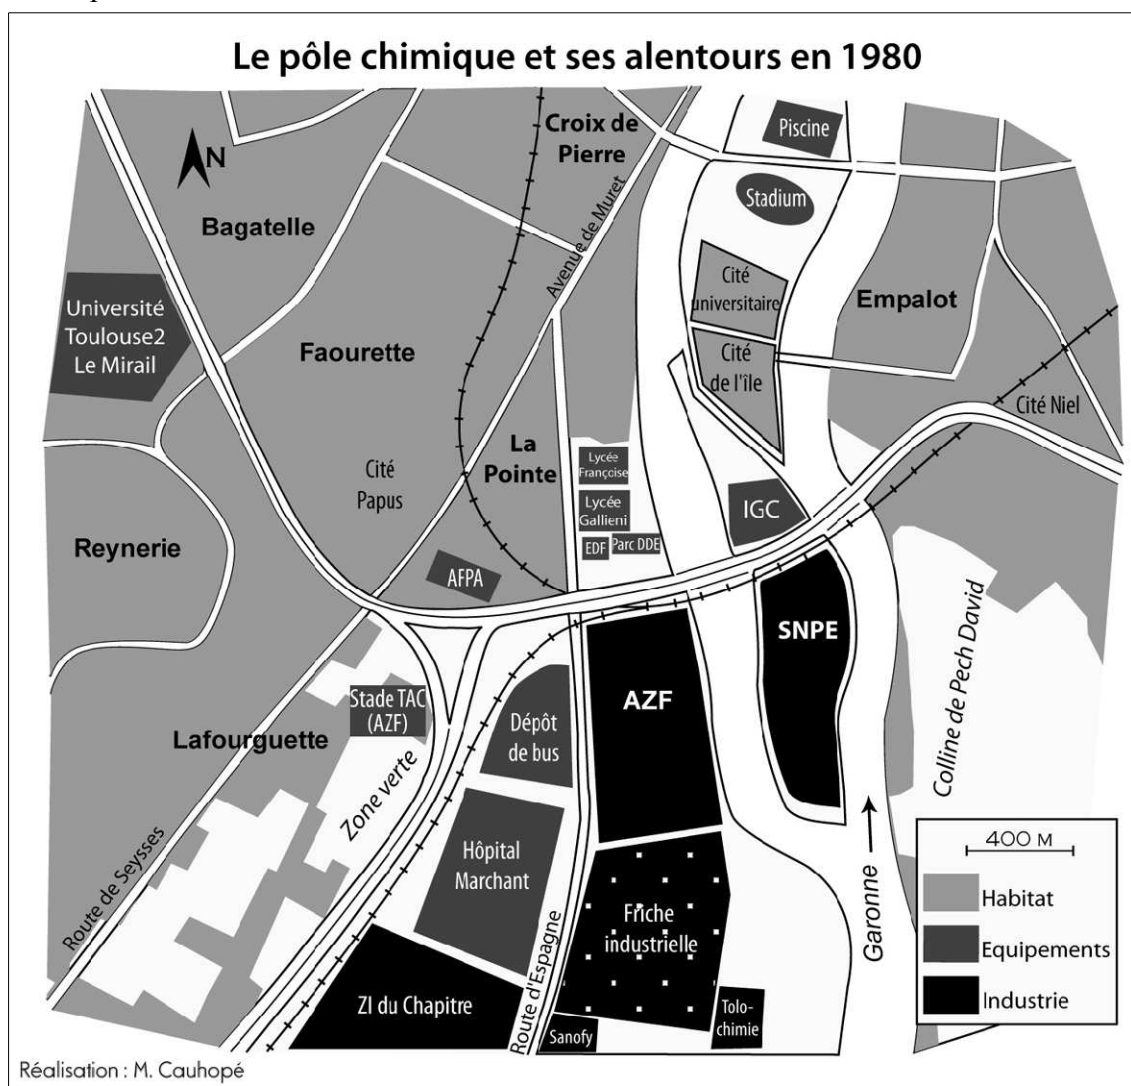 Le pôle chimique et ses alentours en 1980
Piscine
Croix de
Pierre
N
Stadium
Bagatelle
Avenue de Muret
Cité
universitaire
Empalot
Université
Toulouse2
Le Mirail
Faourette
Cité
de l'île
Cité Niel
La
Pointe
Lycée
Françoise
Cité
Papus
Lycée
Gallieni
IGC
EDF
Parc DDE
Reynerie
AFPA
SNPE
Colline de Pech David
AZF
Stade TAC
(AZF)
Dépôt
de bus
Lafourguette
Zone verte
Hôpital
Marchant
Route de Seysses
Garonne
400 M
Habitat
Equipements
Industrie
Friche
industrielle
Route d'Espagne
ZI du Chapitre
Tolo-
chimie
Sanofy
Réalisation : M. Cauhopé